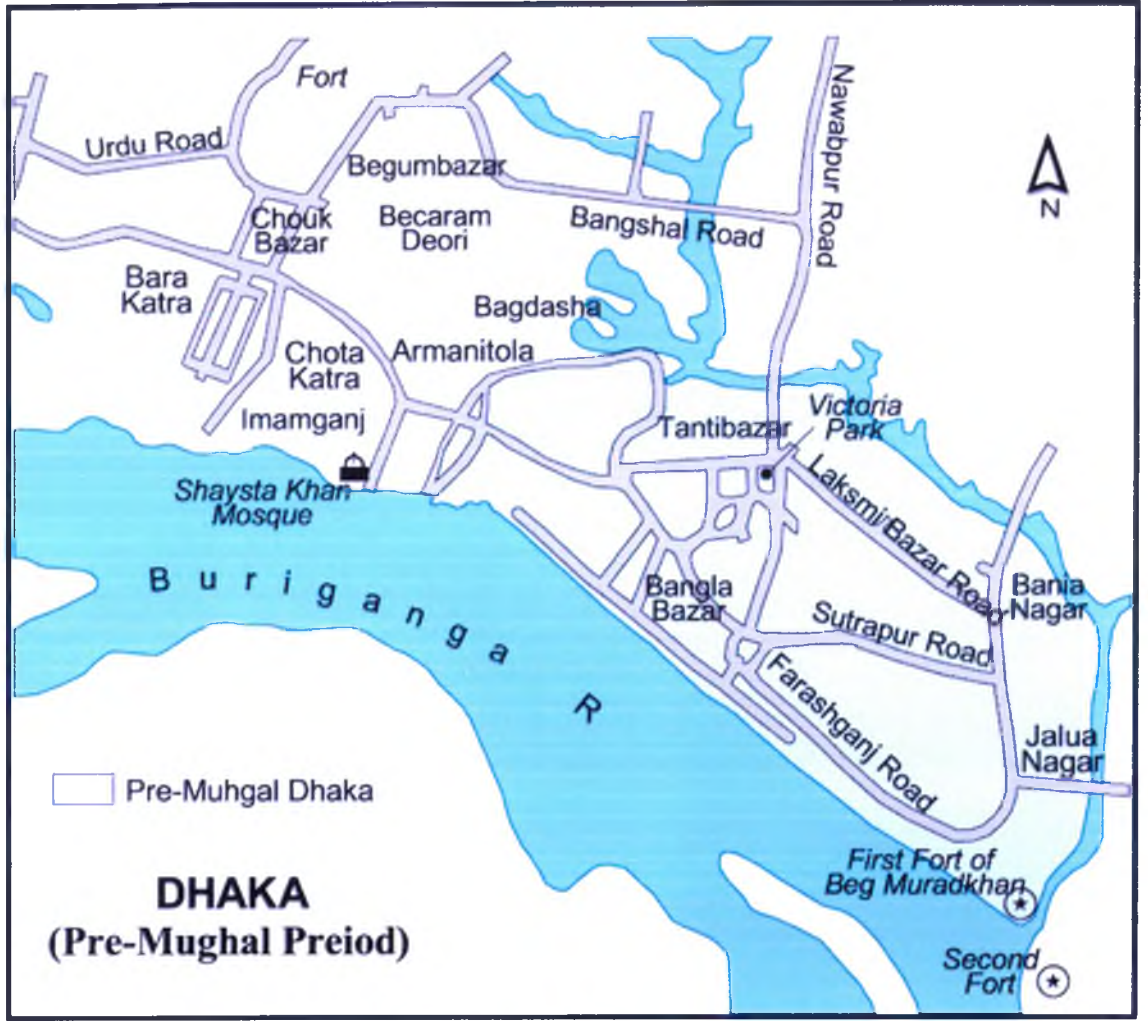 Fort
Urdu Road
Begumbazar
Nawabpur Road
N
Chouk
Bazar
Becaram
Deori
Bangshal Road
Bara
Katra
Bagdasha
Chota
Katra
Armanitola
Imamganj
Tantibazar
Victoria
Park
Shaysta Khan
Mosque
Laksmi Bazar Road
Buriganga R
Bangla
Bazar
Bania
Nagar
Sutrapur Road
Farashganj Road
Jalua
Nagar
Pre-Muhgal Dhaka
First Fort of
Beg Muradkhan
DHAKA
(Pre-Mughal Preiod)
Second
Fort